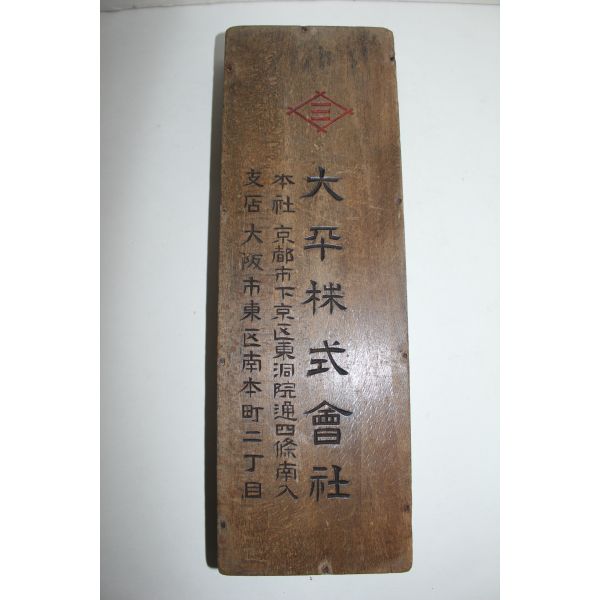 三
大平株式會社
本社 京都市下京区東洞院通四條南入
支店 大阪市東区南本町二丁目